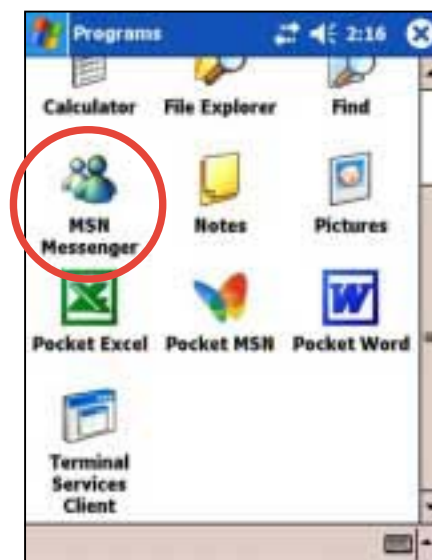 Programs 2:16
Calculator File Explorer Find
MSN
Messenger Notes Pictures
Pocket Excel Pocket MSN Pocket Word
Terminal
Services
Client